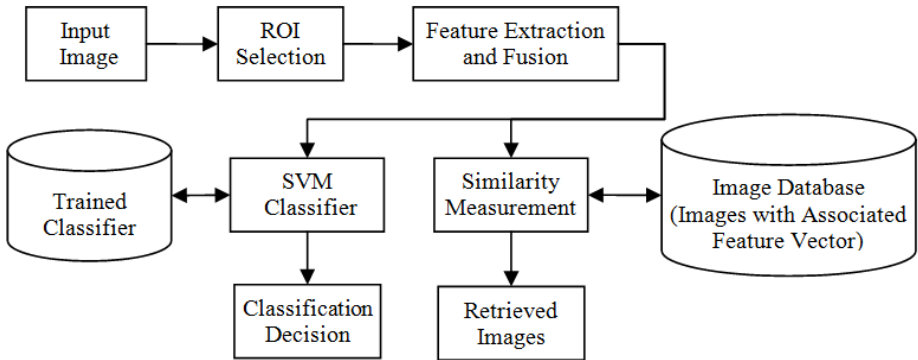 Input
Image
ROI
Selection
Feature Extraction
and Fusion
Trained
Classifier
SVM
Classifier
Similarity
Measurement
Image Database
(Images with Associated
Feature Vector)
Classification
Decision
Retrieved
Images